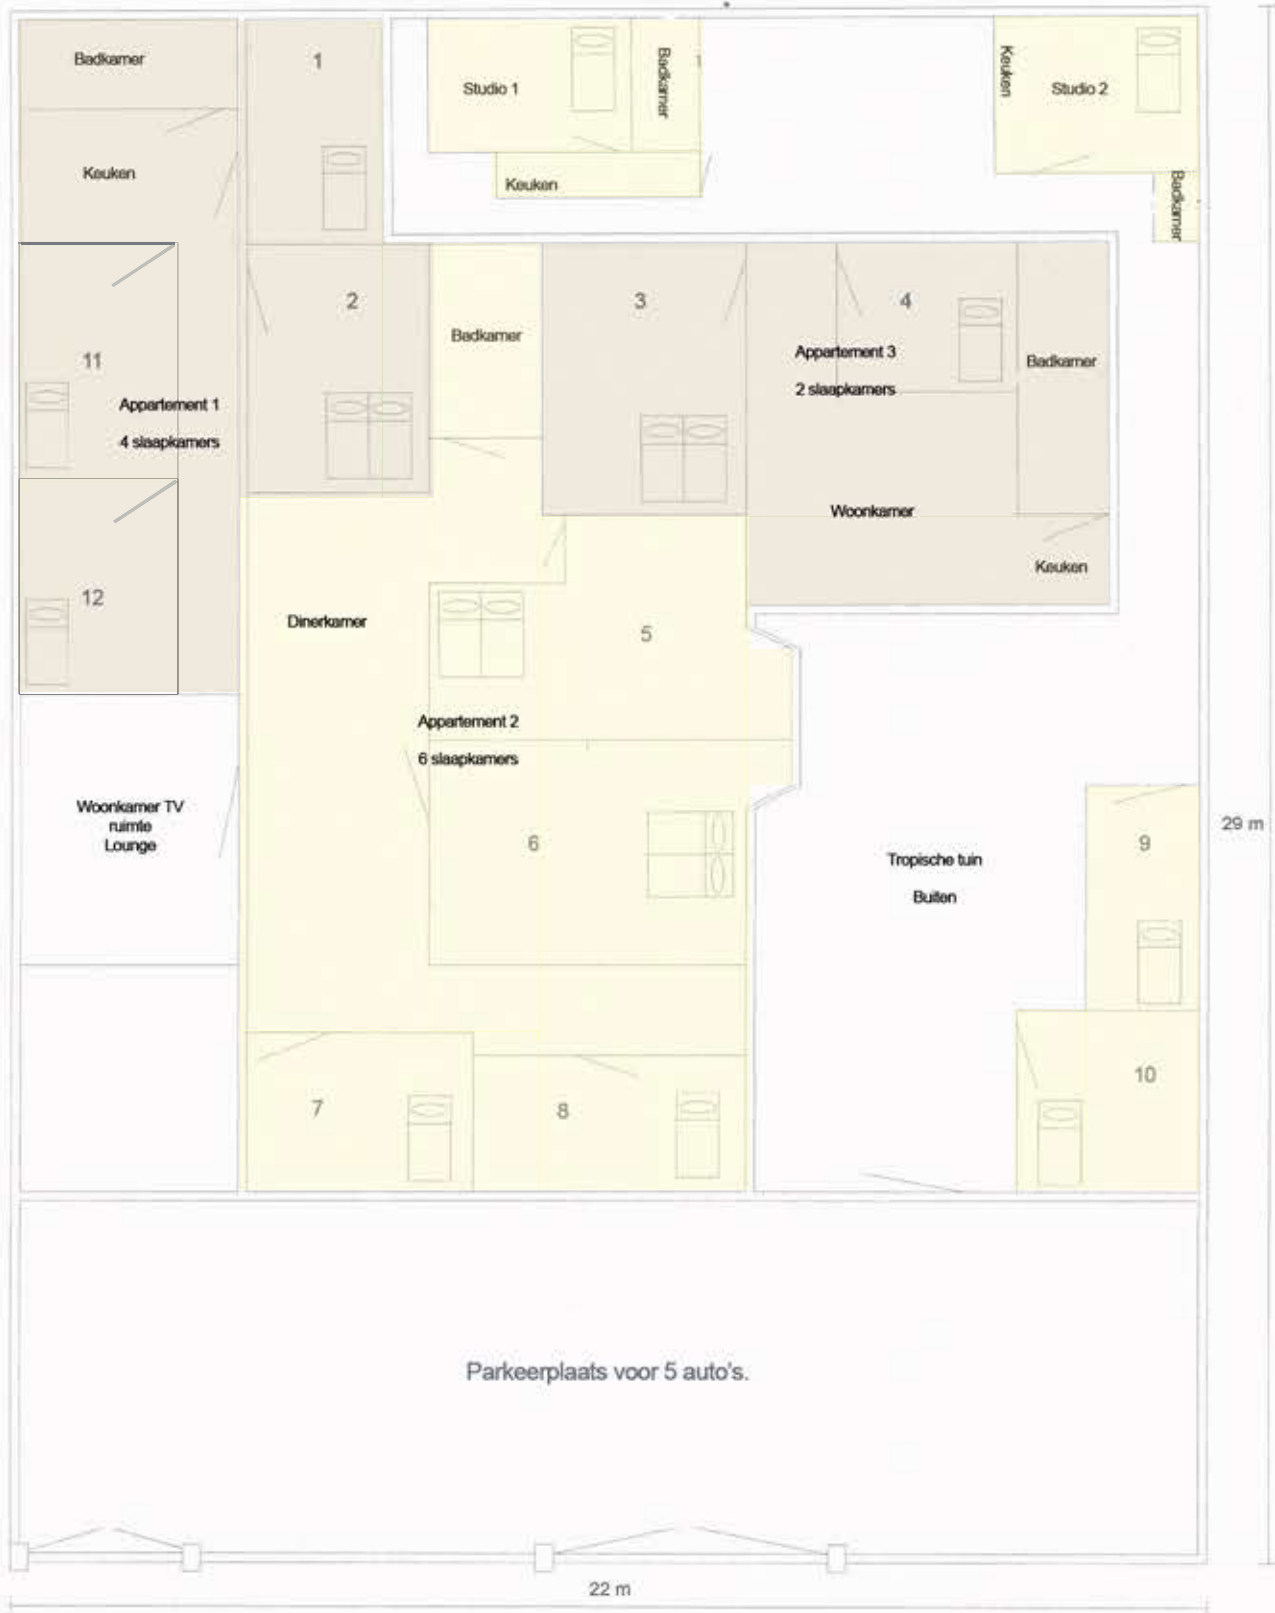 Badkamer
1
Studio 1
Badkamer
Keuken
Studio 2
Keuken
Keuken
Badkamer
2
3
4
Badkamer
Appartement 3
2 slaapkamers
Badkamer
11
Appartement 1
4 slaapkamers
Woonkamer
Keuken
12
Dinerkamer
5
Appartement 2
6 slaapkamers
Woonkamer TV
ruimte
Lounge
6
Tropische tuin
Buiten
9
29 m
10
7
8
Parkeerplaats voor 5 auto's.
22 m